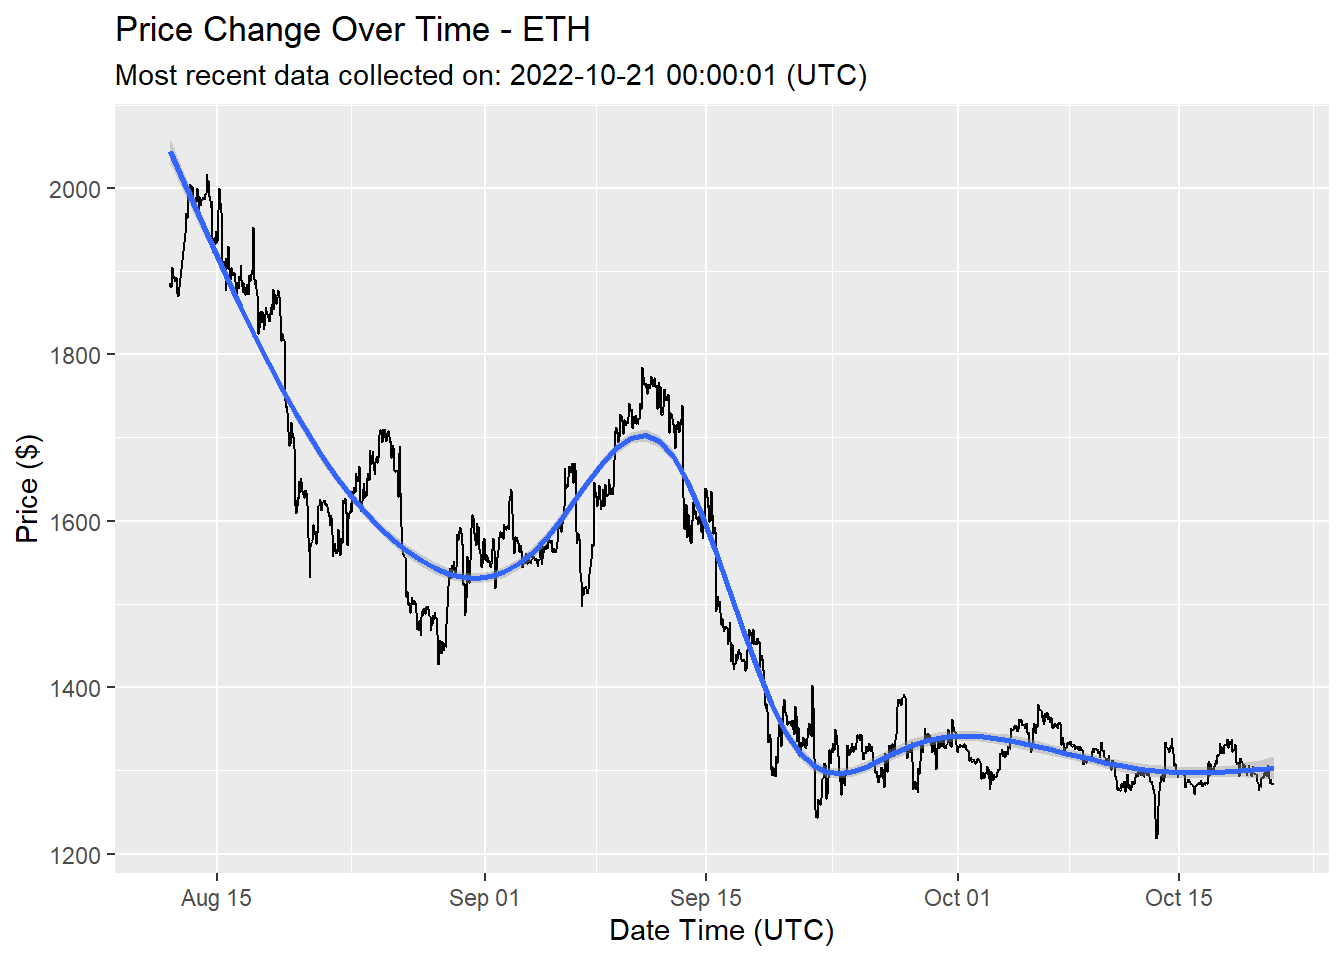 Price Change Over Time - ETH
Most recent data collected on: 2022-10-21 00:00:01 (UTC)
Price ($)
2000
1800
1600
1400
1200
Aug 15
Sep 01
Sep 15
Oct 01
Oct 15
Date Time (UTC)